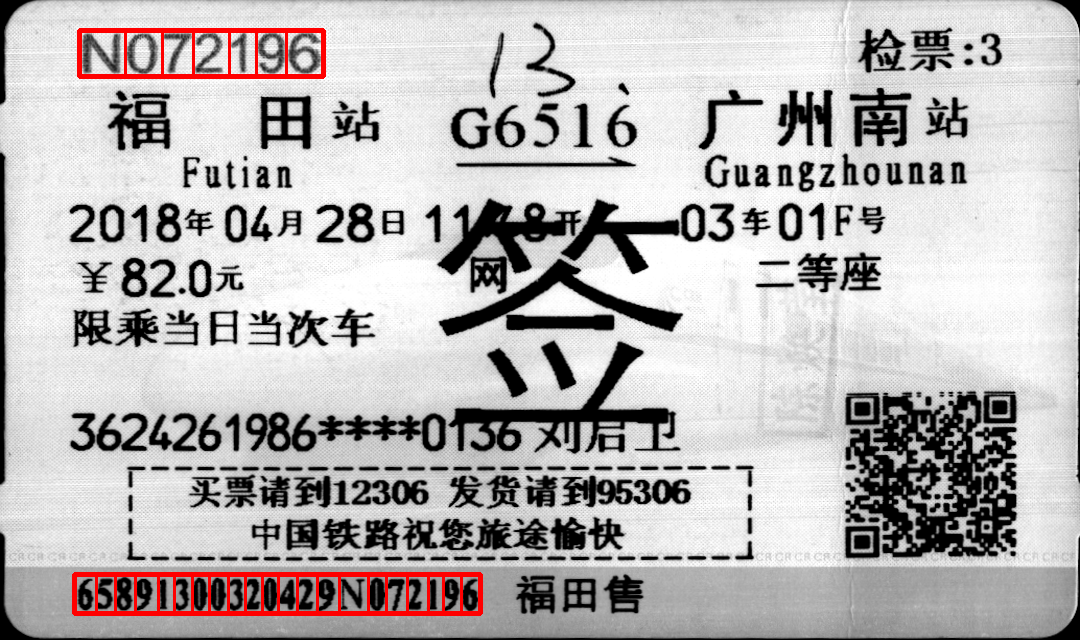 N072196 检票:3
13
福田站 G6516 广州南站
Futian Guangzhounan
2018年04月28日 11:18开 03车01F号
￥82.0元 网 二等座
签
限乘当日当次车
3624261986****0136 刘启卫
买票请到12306 发货请到95306
中国铁路祝您旅途愉快
65891300320429N072196 福田售